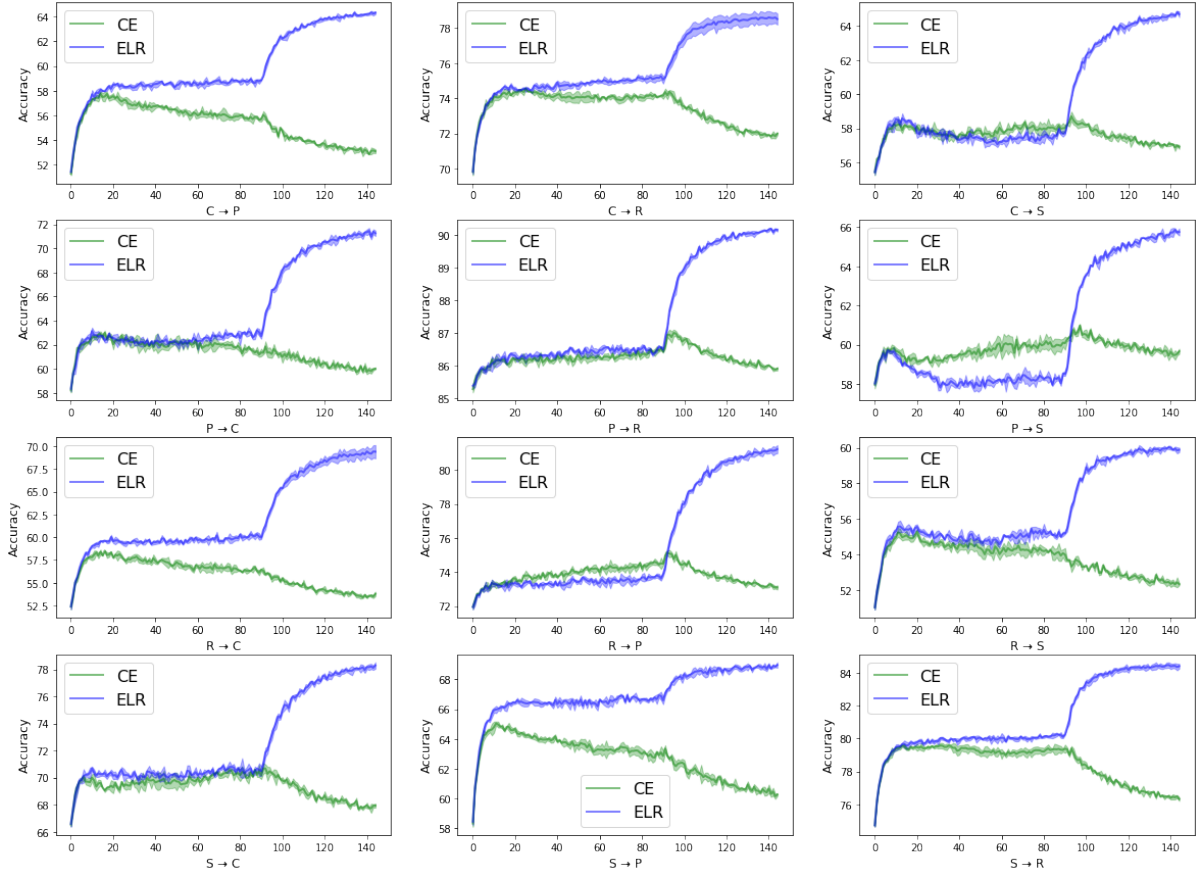 CE
ELR
Accuracy
64
62
60
58
56
54
52
0 20 40 60 80 100 120 140
C → P
CE
ELR
Accuracy
78
76
74
72
70
0 20 40 60 80 100 120 140
C → R
CE
ELR
Accuracy
64
62
60
58
56
0 20 40 60 80 100 120 140
C → S
CE
ELR
Accuracy
72
70
68
66
64
62
60
58
0 20 40 60 80 100 120 140
P → C
CE
ELR
Accuracy
90
89
88
87
86
85
0 20 40 60 80 100 120 140
P → R
CE
ELR
Accuracy
66
64
62
60
58
0 20 40 60 80 100 120 140
P → S
CE
ELR
Accuracy
70.0
67.5
65.0
62.5
60.0
57.5
55.0
52.5
0 20 40 60 80 100 120 140
R → C
CE
ELR
Accuracy
80
78
76
74
72
0 20 40 60 80 100 120 140
R → P
CE
ELR
Accuracy
60
58
56
54
52
0 20 40 60 80 100 120 140
R → S
CE
ELR
Accuracy
78
76
74
72
70
68
66
0 20 40 60 80 100 120 140
S → C
Accuracy
68
66
64
62
60
58
CE
ELR
0 20 40 60 80 100 120 140
S → P
CE
ELR
Accuracy
84
82
80
78
76
0 20 40 60 80 100 120 140
S → R